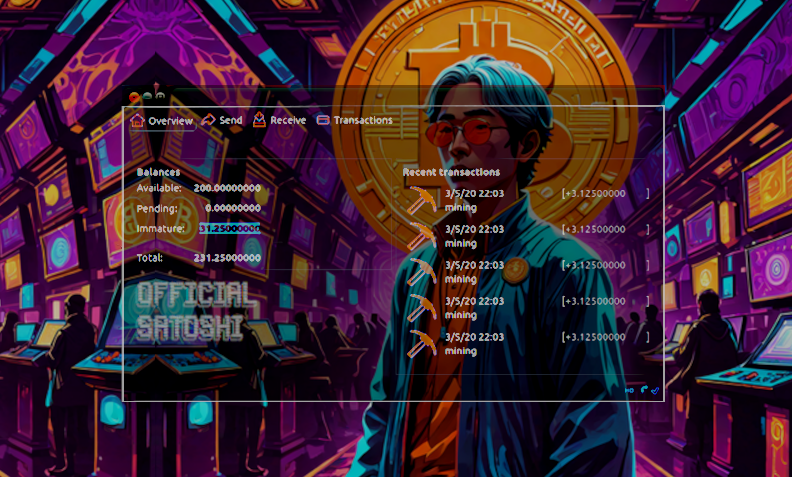 Overview Send Receive Transactions
Balances
Available: 200.00000000
Pending: 0.00000000
Immature: 31.25000000
Total: 231.25000000
OFFICIAL
SATOSHI
Recent transactions
3/5/20 22:03 [+3.12500000 ]
mining
3/5/20 22:03 [+3.12500000 ]
mining
3/5/20 22:03 [+3.12500000 ]
mining
3/5/20 22:03 [+3.12500000 ]
mining
3/5/20 22:03 [+3.12500000 ]
mining